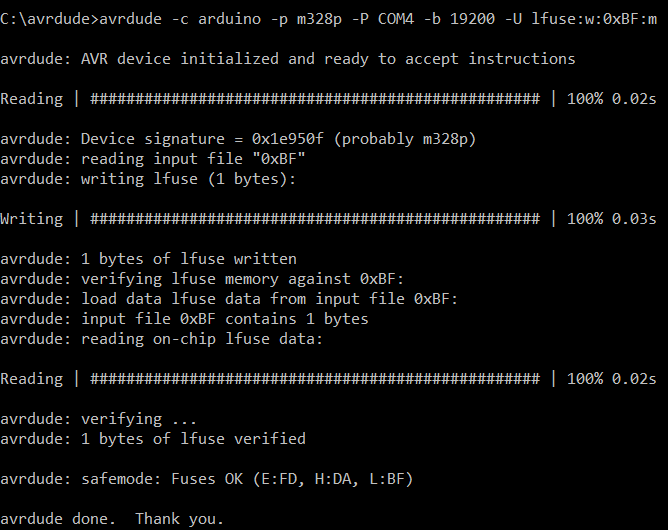 C:\avrdude>avrdude -c arduino -p m328p -P COM4 -b 19200 -U lfuse:w:0xBF:m
avrdude: AVR device initialized and ready to accept instructions
Reading | ################################################## | 100% 0.02s
avrdude: Device signature = 0x1e950f (probably m328p)
avrdude: reading input file "0xBF"
avrdude: writing lfuse (1 bytes):
Writing | ################################################## | 100% 0.03s
avrdude: 1 bytes of lfuse written
avrdude: verifying lfuse memory against 0xBF:
avrdude: load data lfuse data from input file 0xBF:
avrdude: input file 0xBF contains 1 bytes
avrdude: reading on-chip lfuse data:
Reading | ################################################## | 100% 0.02s
avrdude: verifying ...
avrdude: 1 bytes of lfuse verified
avrdude: safemode: Fuses OK (E:FD, H:DA, L:BF)
avrdude done.  Thank you.